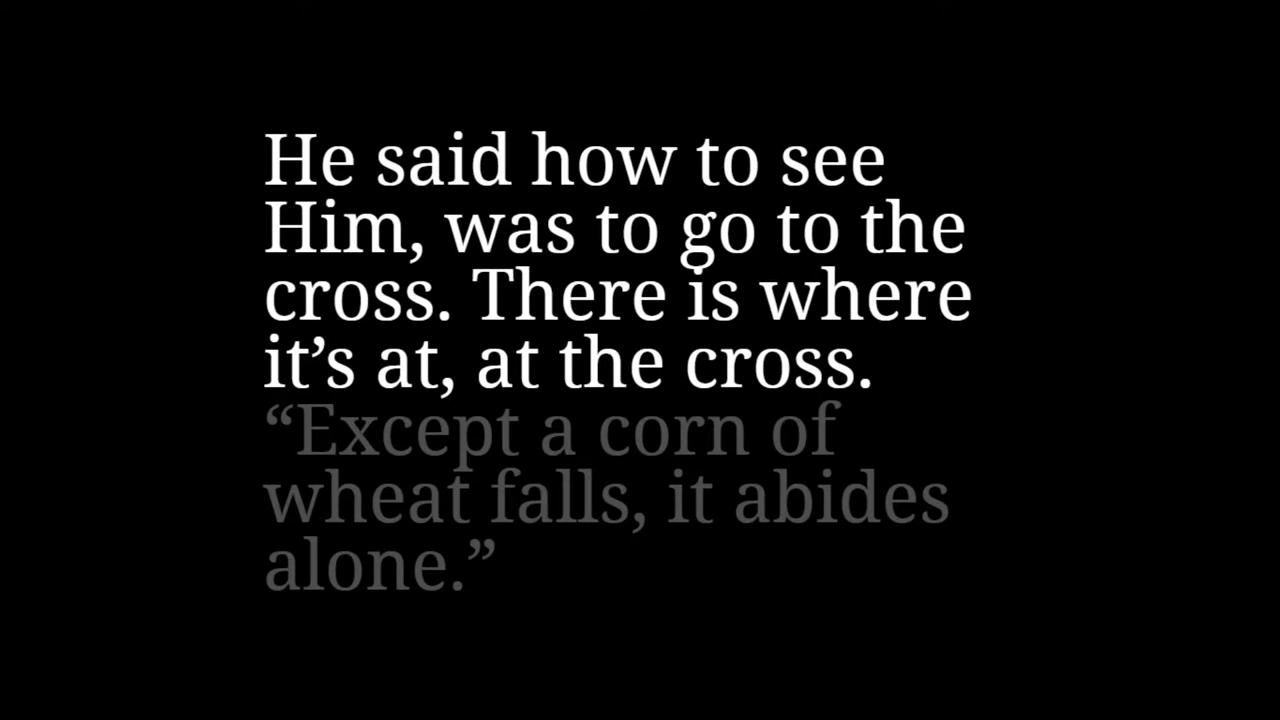 He said how to see
Him, was to go to the
cross. There is where
it’s at, at the cross.
“Except a corn of
wheat falls, it abides
alone.”